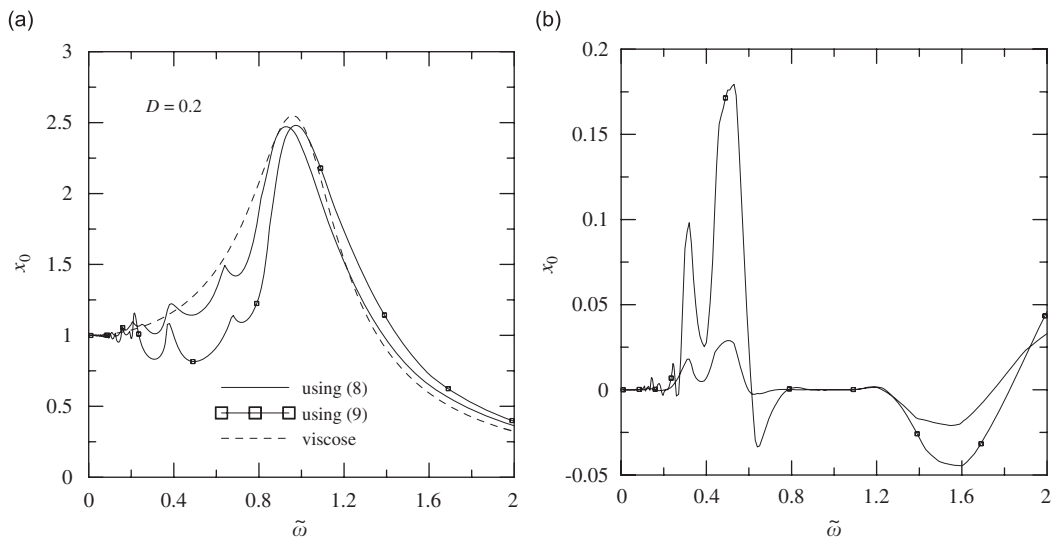 (a)
3
2.5
2
1.5
1
0.5
0
x0
D = 0.2
using (8)
using (9)
viscose
0 0.4 0.8 1.2 1.6 2
ω̃
(b)
0.2
0.15
0.1
0.05
0
-0.05
x0
0 0.4 0.8 1.2 1.6 2
ω̃